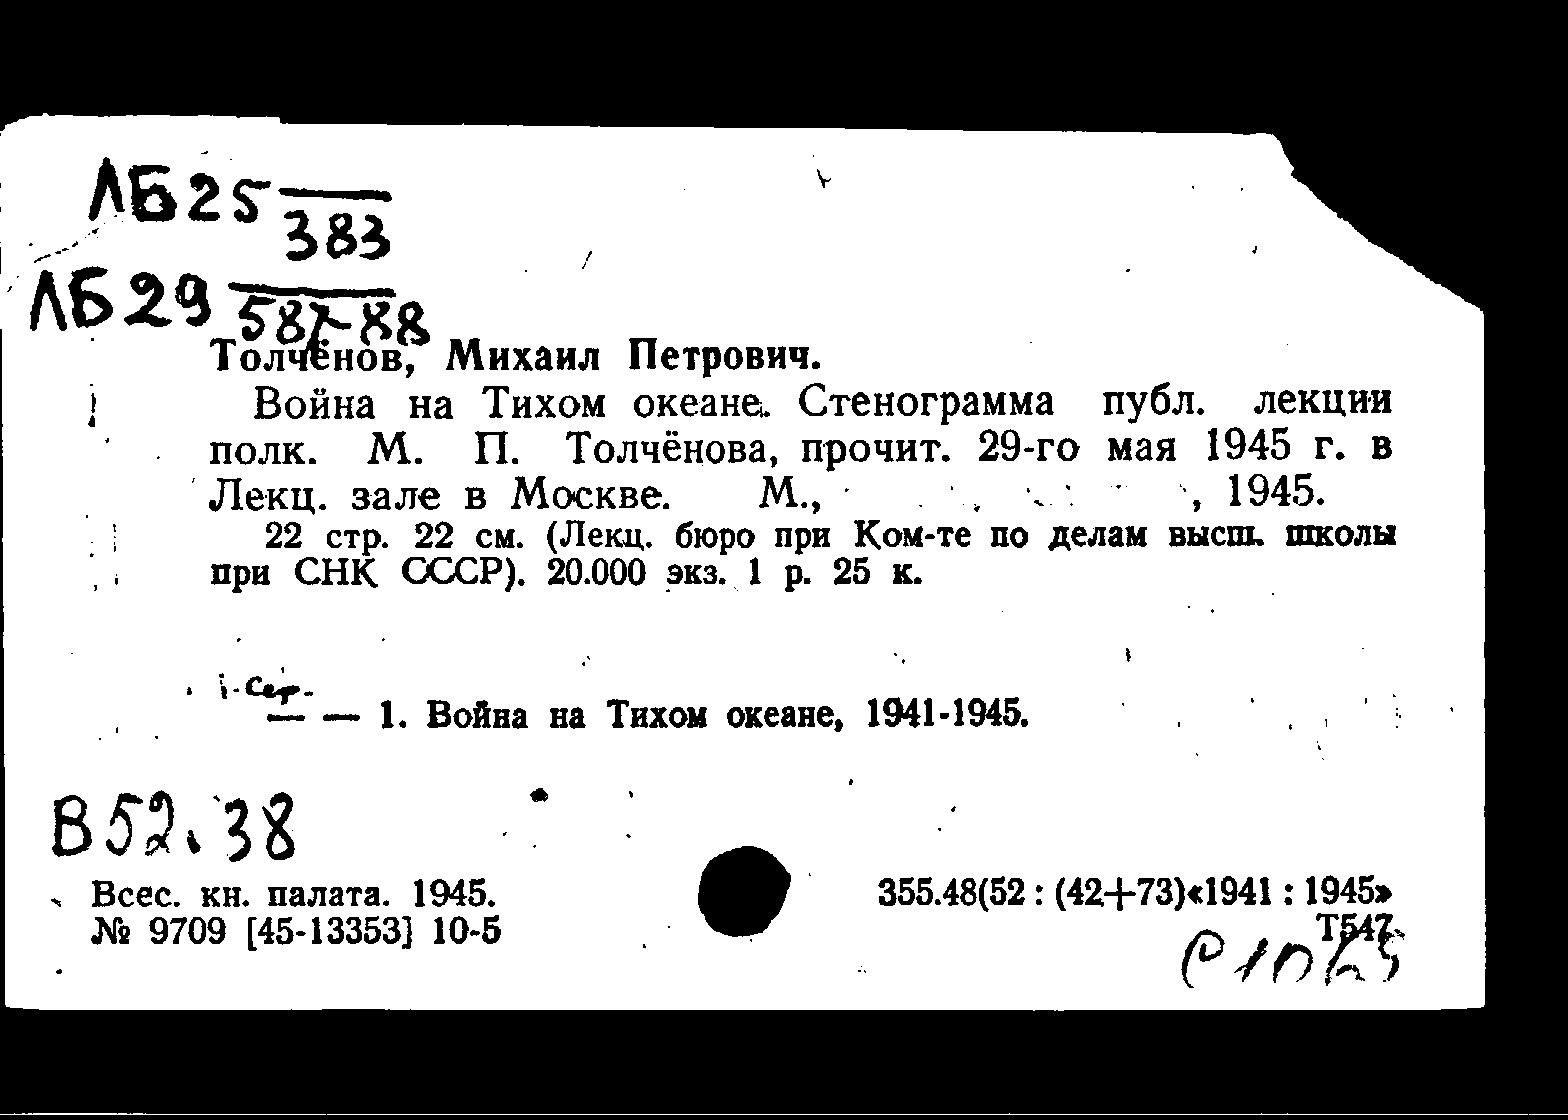 ЛБ25 383
ЛБ29 587-88
Толчёнов, Михаил Петрович.
Война на Тихом океане. Стенограмма публ. лекции
полк. М. П. Толчёнова, прочит. 29-го мая 1945 г. в
Лекц. зале в Москве. М., , 1945.
22 стр. 22 см. (Лекц. бюро при Ком-те по делам высш. школы
при СНК СССР). 20.000 экз. 1 р. 25 к.
— — 1. Война на Тихом океане, 1941-1945.
В52.38
Всес. кн. палата. 1945.
№ 9709 [45-13353] 10-5
355.48(52 : (42+73)«1941 : 1945»
Т547